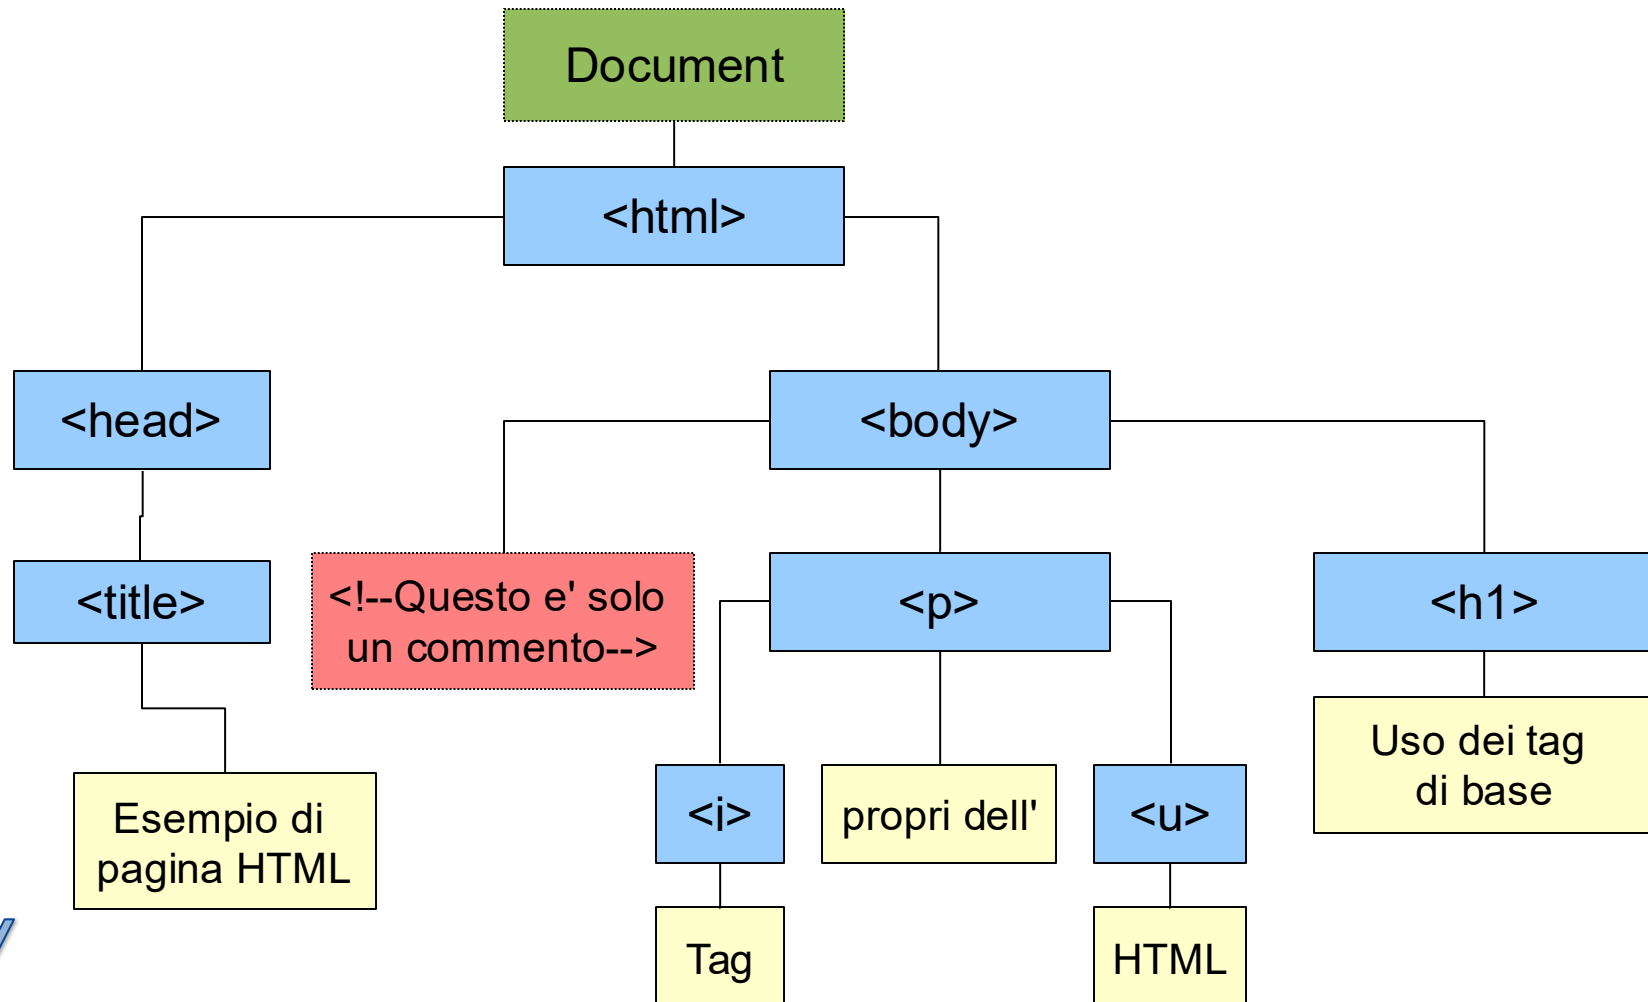 Document
<html>
<head>
<body>
<title>
<!--Questo e' solo
un commento-->
<p>
<h1>
Esempio di
pagina HTML
<i>
propri dell'
<u>
Uso dei tag
di base
Tag
HTML